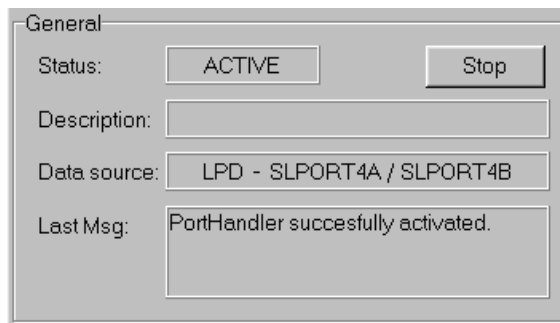 General
Status: ACTIVE Stop
Description:
Data source: LPD - SLPORT4A / SLPORT4B
Last Msg: PortHandler succesfully activated.